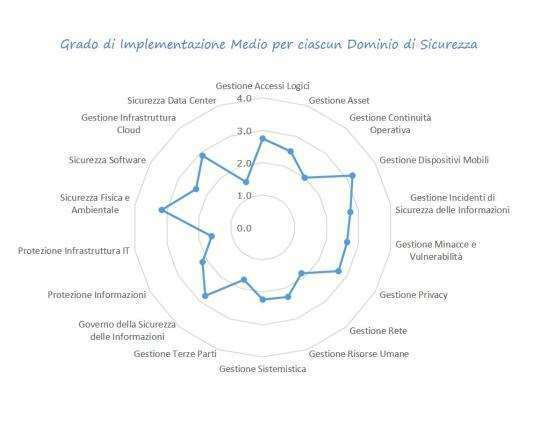 Grado di Implementazione Medio per ciascun Dominio di Sicurezza
Gestione Accessi Logici
Sicurezza Data Center
4.0
Gestione Asset
Gestione Infrastruttura
Cloud
Gestione Continuità
Operativa
3.0
Sicurezza Software
2.0
Gestione Dispositivi Mobili
Sicurezza Fisica e
Ambientale
1.0
Gestione Incidenti di
Sicurezza delle Informazioni
0.0
Protezione Infrastruttura IT
Gestione Minacce e
Vulnerabilità
Protezione Informazioni
Gestione Privacy
Governo della Sicurezza
delle Informazioni
Gestione Rete
Gestione Terze Parti
Gestione Risorse Umane
Gestione Sistemistica